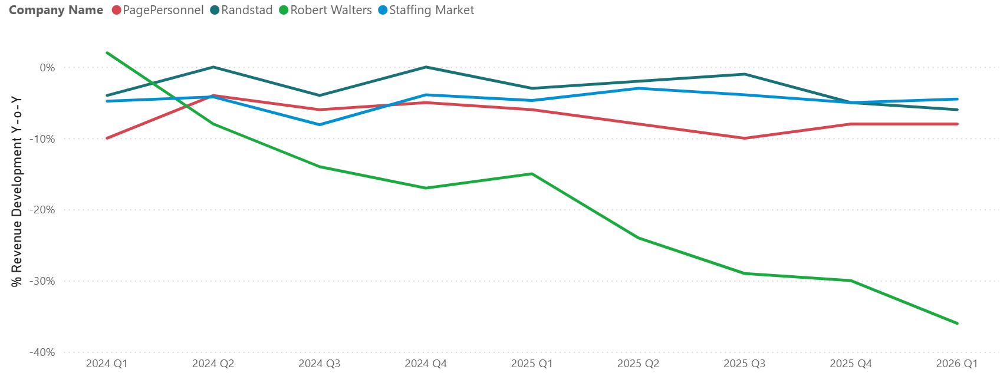 Company Name PagePersonnel Randstad Robert Walters Staffing Market
% Revenue Development Y-o-Y
0%
-10%
-20%
-30%
-40%
2024 Q1 2024 Q2 2024 Q3 2024 Q4 2025 Q1 2025 Q2 2025 Q3 2025 Q4 2026 Q1